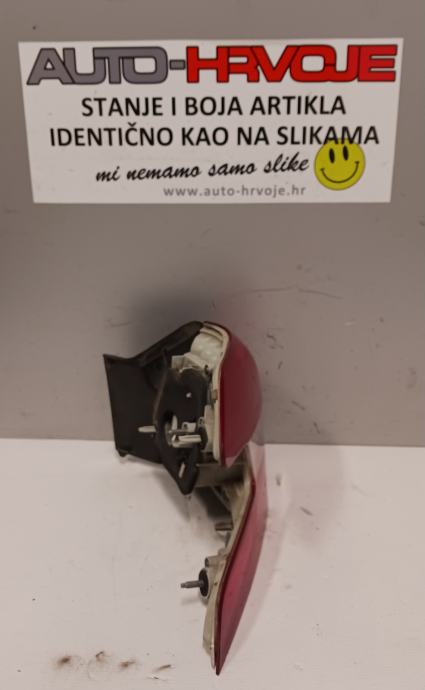 AUTO-HRVOJE
STANJE I BOJA ARTIKLA
IDENTIČNO KAO NA SLIKAMA
mi nemamo samo slike
www.auto-hrvoje.hr